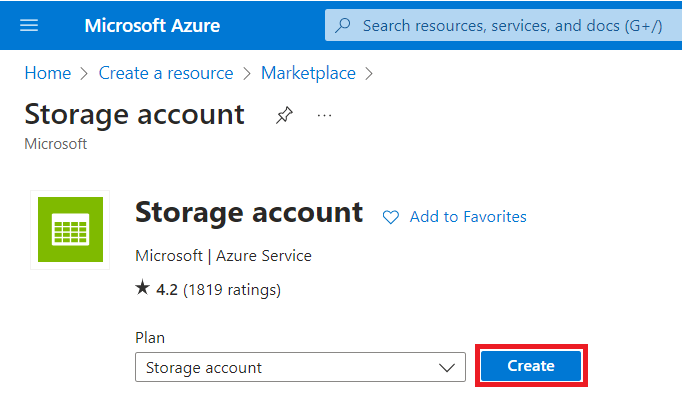 Microsoft Azure
Search resources, services, and docs (G+/)
Home > Create a resource > Marketplace >
Storage account
...
Microsoft
Storage account
Add to Favorites
Microsoft | Azure Service
★ 4.2 (1819 ratings)
Plan
Storage account
Create